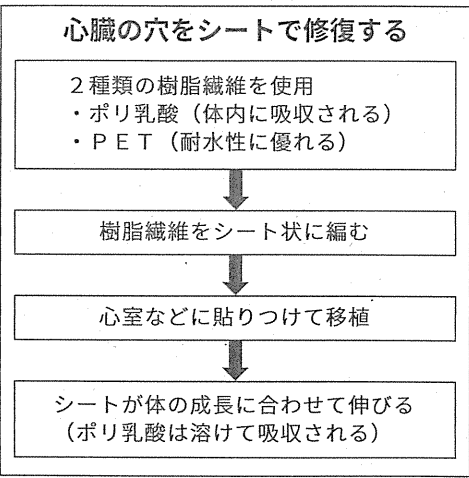 心臓の穴をシートで修復する
２種類の樹脂繊維を使用
・ポリ乳酸（体内に吸収される）
・ＰＥＴ（耐水性に優れる）
樹脂繊維をシート状に編む
心室などに貼りつけて移植
シートが体の成長に合わせて伸びる
（ポリ乳酸は溶けて吸収される）